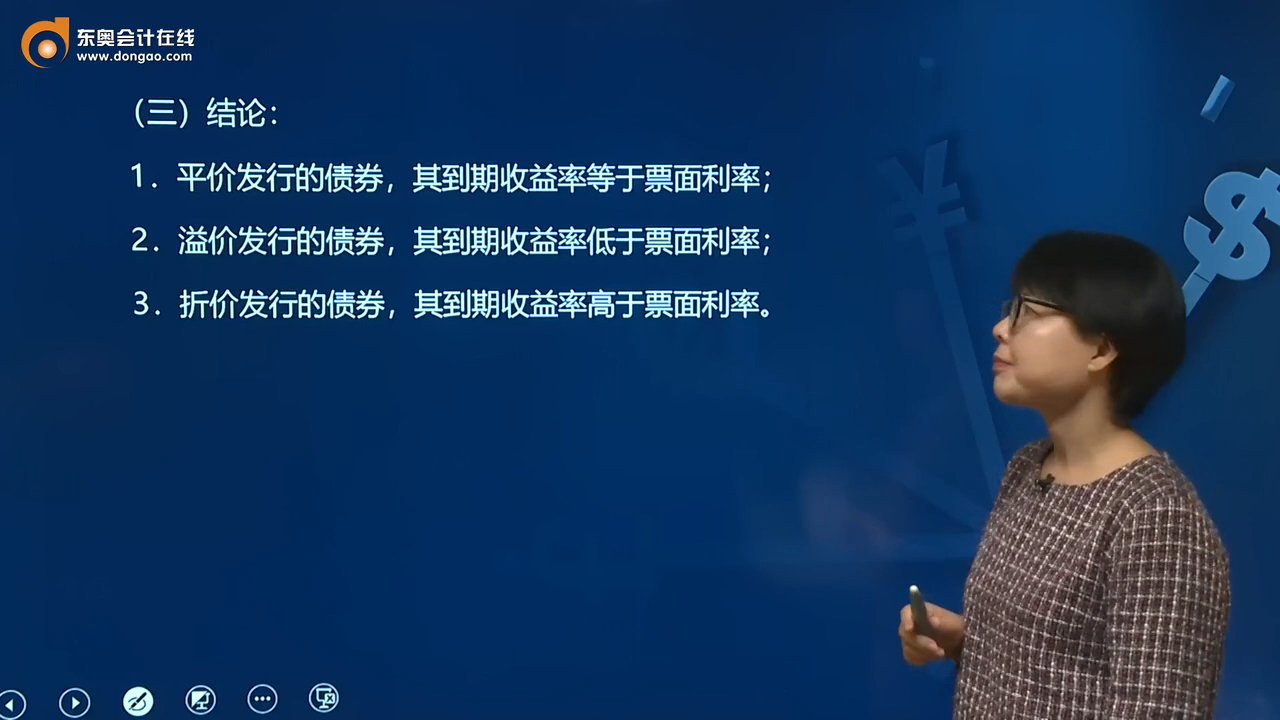 东奥会计在线
www.dongao.com
（三）结论：
1．平价发行的债券，其到期收益率等于票面利率；
2．溢价发行的债券，其到期收益率低于票面利率；
3．折价发行的债券，其到期收益率高于票面利率。